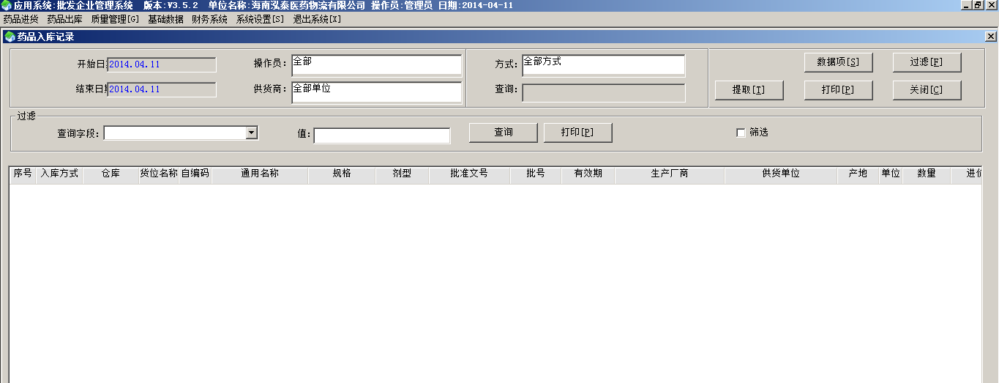 应用系统:批发企业管理系统 版本:V3.5.2 单位名称:海南泓泰医药物流有限公司 操作员:管理员 日期:2014-04-11
药品进货 药品出库 质量管理[G] 基础数据 财务系统 系统设置[S] 退出系统[X]
药品入库记录
开始日 2014.04.11 操作员: 全部 方式: 全部方式 数据项[S] 过滤[F]
结束日 2014.04.11 供货商: 全部单位 查询: 提取[T] 打印[P] 关闭[C]
过滤
查询字段: 值: 查询 打印[P] 筛选
序号 入库方式 仓库 货位名称 自编码 通用名称 规格 剂型 批准文号 批号 有效期 生产厂商 供货单位 产地 单位 数量 进